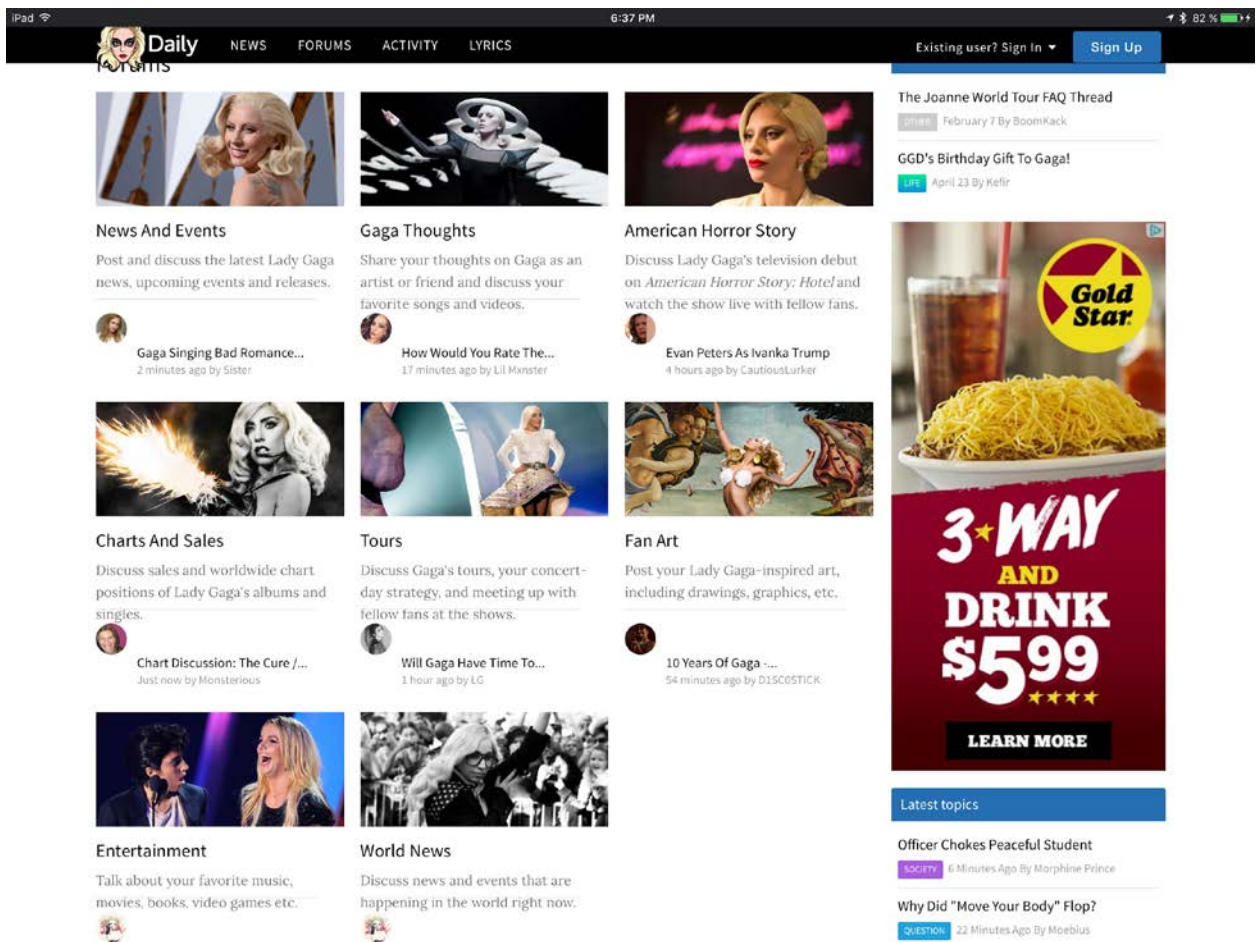 iPad
6:37 PM
82 %
Daily
NEWS
FORUMS
ACTIVITY
LYRICS
Existing user? Sign In
Sign Up
Forums
News And Events
Post and discuss the latest Lady Gaga
news, upcoming events and releases.
Gaga Singing Bad Romance...
2 minutes ago by Sister
Gaga Thoughts
Share your thoughts on Gaga as an
artist or friend and discuss your
favorite songs and videos.
How Would You Rate The...
17 minutes ago by Lil Mxnster
American Horror Story
Discuss Lady Gaga's television debut
on American Horror Story: Hotel and
watch the show live with fellow fans.
Evan Peters As Ivanka Trump
4 hours ago by CautiousLurker
Charts And Sales
Discuss sales and worldwide chart
positions of Lady Gaga's albums and
singles.
Chart Discussion: The Cure /...
Just now by Monsterious
Tours
Discuss Gaga's tours, your concert-
day strategy, and meeting up with
fellow fans at the shows.
Will Gaga Have Time To...
1 hour ago by LG
Fan Art
Post your Lady Gaga-inspired art,
including drawings, graphics, etc.
10 Years Of Gaga -...
54 minutes ago by D1SC0STICK
Entertainment
Talk about your favorite music,
movies, books, video games etc.
World News
Discuss news and events that are
happening in the world right now.
The Joanne World Tour FAQ Thread
OTHER February 7 By BoomKack
GGD's Birthday Gift To Gaga!
LIFE April 23 By Kefir
Gold
Star
3-WAY
AND
DRINK
$5.99
LEARN MORE
Latest topics
Officer Chokes Peaceful Student
SOCIETY 6 Minutes Ago By Morphine Prince
Why Did "Move Your Body" Flop?
QUESTION 22 Minutes Ago By Moebius